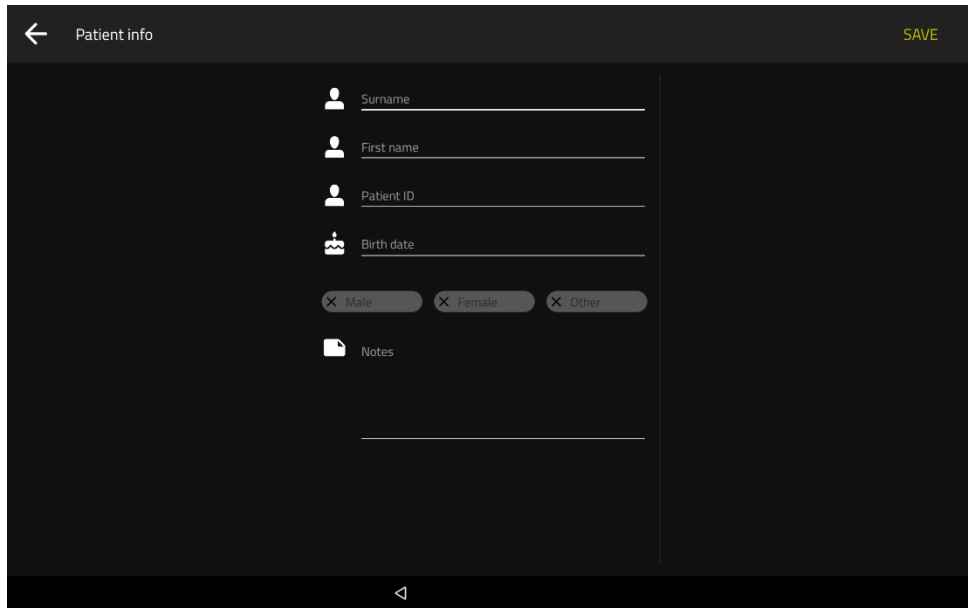 Patient info SAVE
Surname
First name
Patient ID
Birth date
Male Female Other
Notes